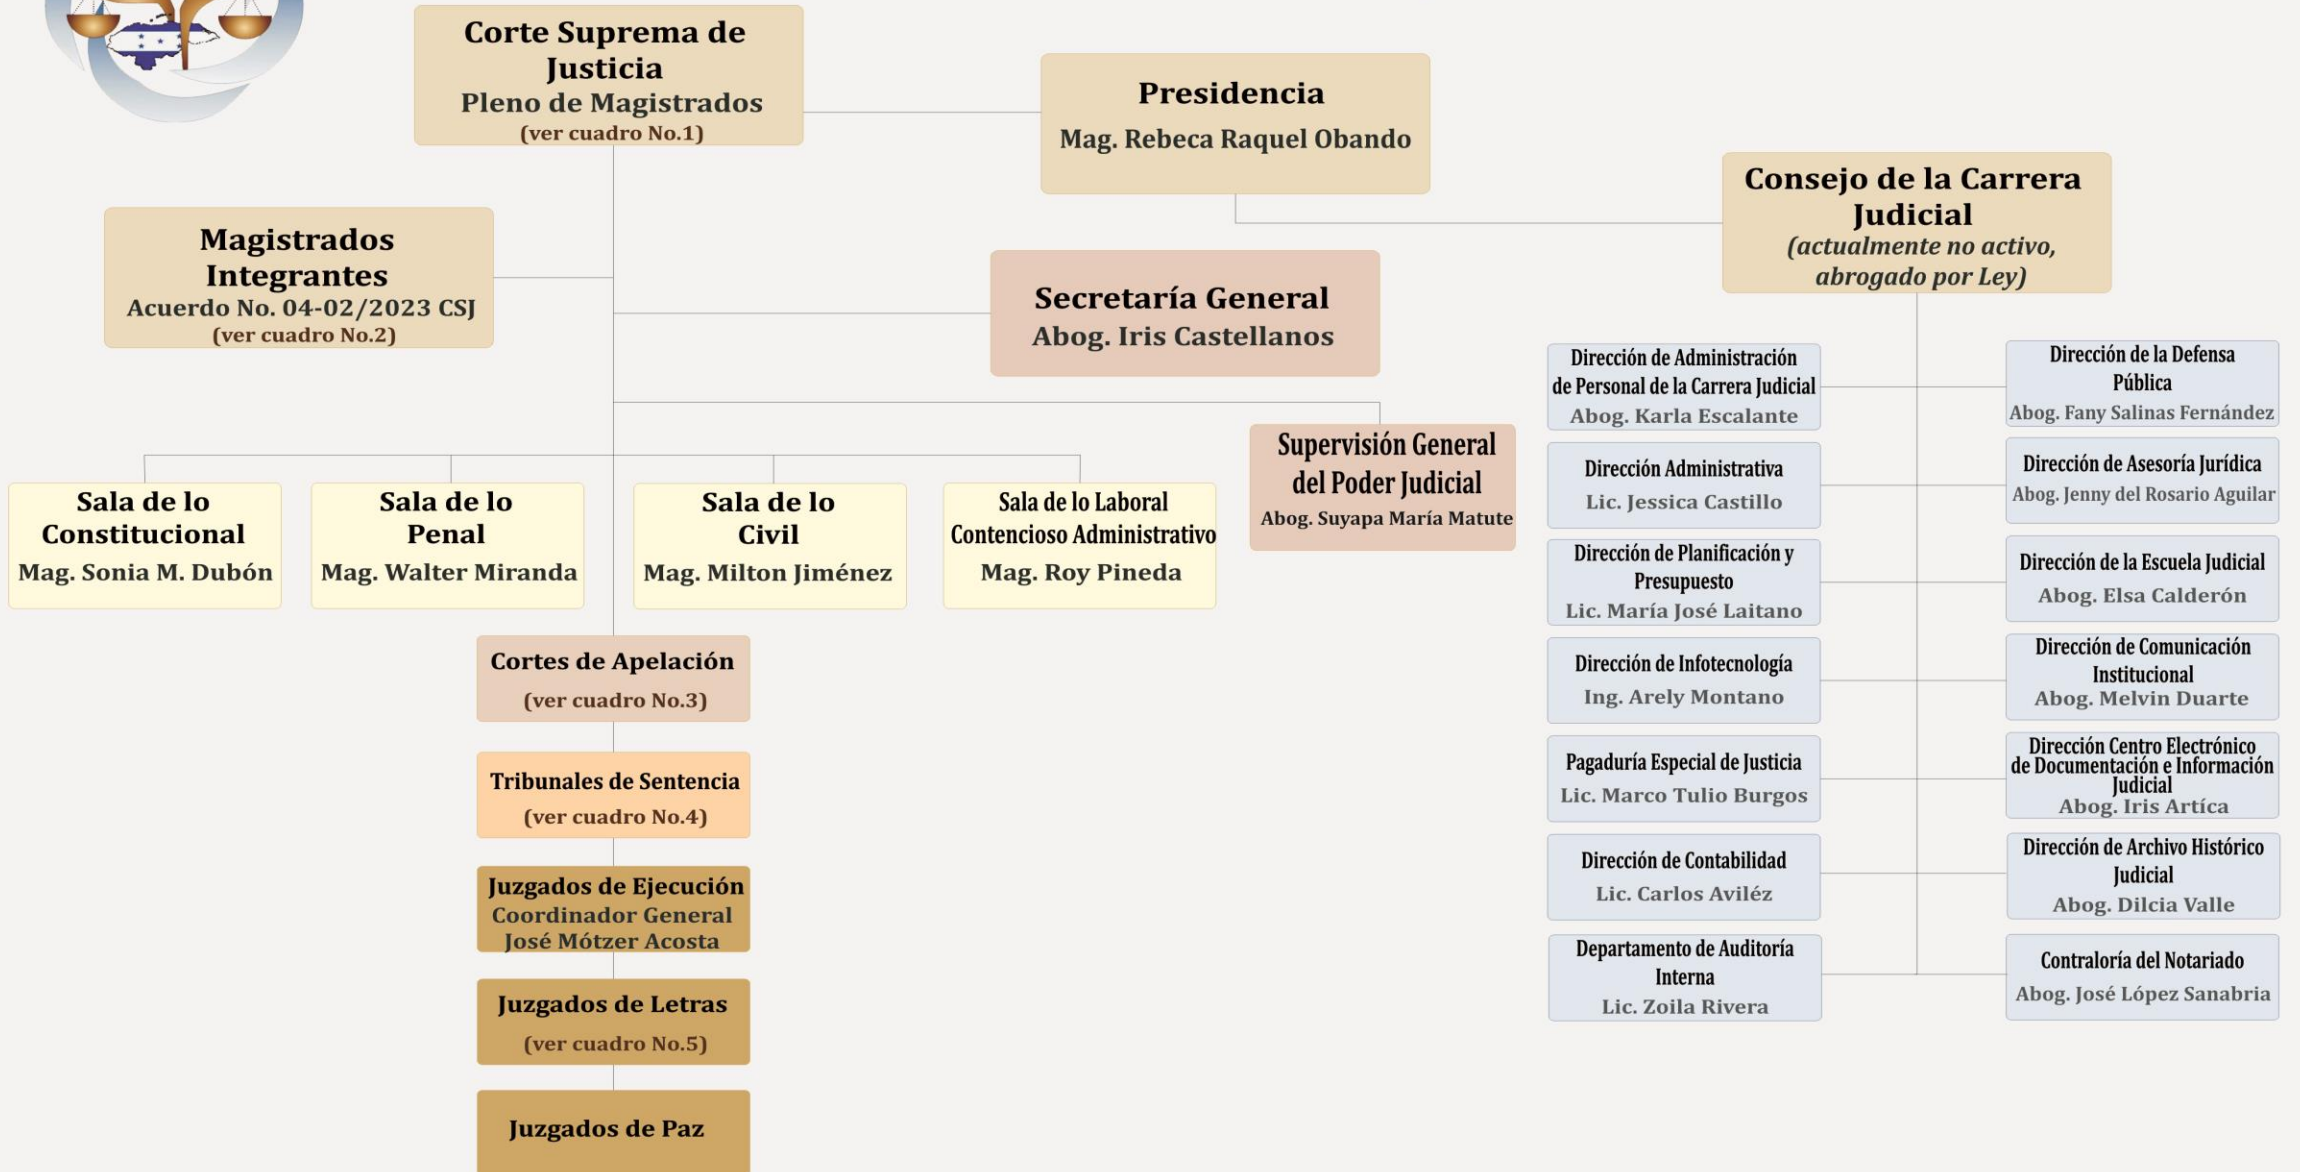 Corte Suprema de
Justicia
Pleno de Magistrados
(ver cuadro No.1)
Presidencia
Mag. Rebeca Raquel Obando
Consejo de la Carrera
Judicial
(actualmente no activo,
abrogado por Ley)
Magistrados
Integrantes
Acuerdo No. 04-02/2023 CSJ
(ver cuadro No.2)
Secretaría General
Abog. Iris Castellanos
Supervisión General
del Poder Judicial
Abog. Suyapa María Matute
Sala de lo
Constitucional
Mag. Sonia M. Dubón
Sala de lo
Penal
Mag. Walter Miranda
Sala de lo
Civil
Mag. Milton Jiménez
Sala de lo Laboral
Contencioso Administrativo
Mag. Roy Pineda
Cortes de Apelación
(ver cuadro No.3)
Tribunales de Sentencia
(ver cuadro No.4)
Juzgados de Ejecución
Coordinador General
José Mótzer Acosta
Juzgados de Letras
(ver cuadro No.5)
Juzgados de Paz
Dirección de Administración
de Personal de la Carrera Judicial
Abog. Karla Escalante
Dirección Administrativa
Lic. Jessica Castillo
Dirección de Planificación y
Presupuesto
Lic. María José Laitano
Dirección de Infotecnología
Ing. Arely Montano
Pagaduría Especial de Justicia
Lic. Marco Tulio Burgos
Dirección de Contabilidad
Lic. Carlos Aviléz
Departamento de Auditoría
Interna
Lic. Zoila Rivera
Dirección de la Defensa
Pública
Abog. Fany Salinas Fernández
Dirección de Asesoría Jurídica
Abog. Jenny del Rosario Aguilar
Dirección de la Escuela Judicial
Abog. Elsa Calderón
Dirección de Comunicación
Institucional
Abog. Melvin Duarte
Dirección Centro Electrónico
de Documentación e Información
Judicial
Abog. Iris Artíca
Dirección de Archivo Histórico
Judicial
Abog. Dilcia Valle
Contraloría del Notariado
Abog. José López Sanabria